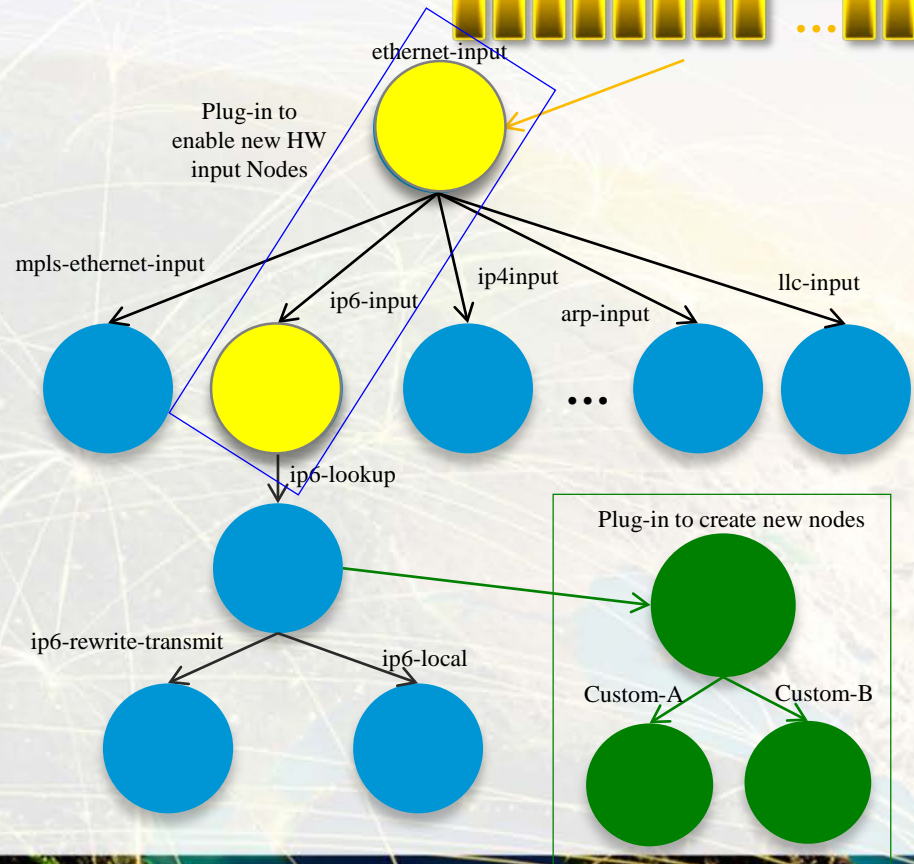 ...
ethernet-input
Plug-in to
enable new HW
input Nodes
mpls-ethernet-input
ip6-input
ip4input
arp-input
llc-input
...
ip6-lookup
Plug-in to create new nodes
ip6-rewrite-transmit
ip6-local
Custom-A
Custom-B